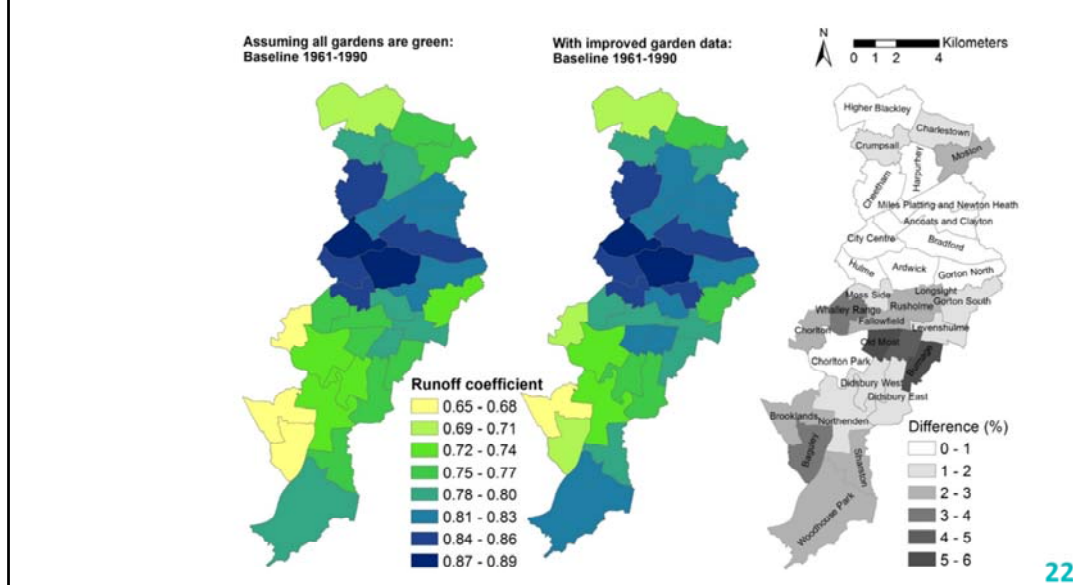 Assuming all gardens are green:
Baseline 1961-1990
With improved garden data:
Baseline 1961-1990
N
Kilometers
0 1 2 4
Higher Blackley
Charlestown
Crumpsall
Moston
Harpurhey
Cheetham
Miles Platting and Newton Heath
Ancoats and Clayton
City Centre
Bradford
Hulme
Ardwick
Gorton North
Moss Side
Longsight
Whalley Range
Rusholme
Gorton South
Fallowfield
Chorlton
Levenshulme
Old Moat
Burnage
Chorlton Park
Didsbury West
Didsbury East
Brooklands
Northenden
Baguley
Sharston
Woodhouse Park
Runoff coefficient
0.65 - 0.68
0.69 - 0.71
0.72 - 0.74
0.75 - 0.77
0.78 - 0.80
0.81 - 0.83
0.84 - 0.86
0.87 - 0.89
Difference (%)
0 - 1
1 - 2
2 - 3
3 - 4
4 - 5
5 - 6
22